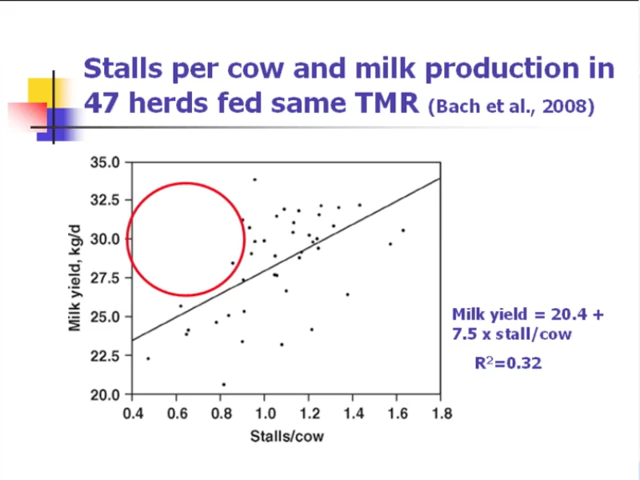 Stalls per cow and milk production in
47 herds fed same TMR (Bach et al., 2008)
35.0
32.5
30.0
27.5
25.0
22.5
20.0
Milk yield, kg/d
0.4 0.6 0.8 1.0 1.2 1.4 1.6 1.8
Stalls/cow
Milk yield = 20.4 +
7.5 x stall/cow
R²=0.32